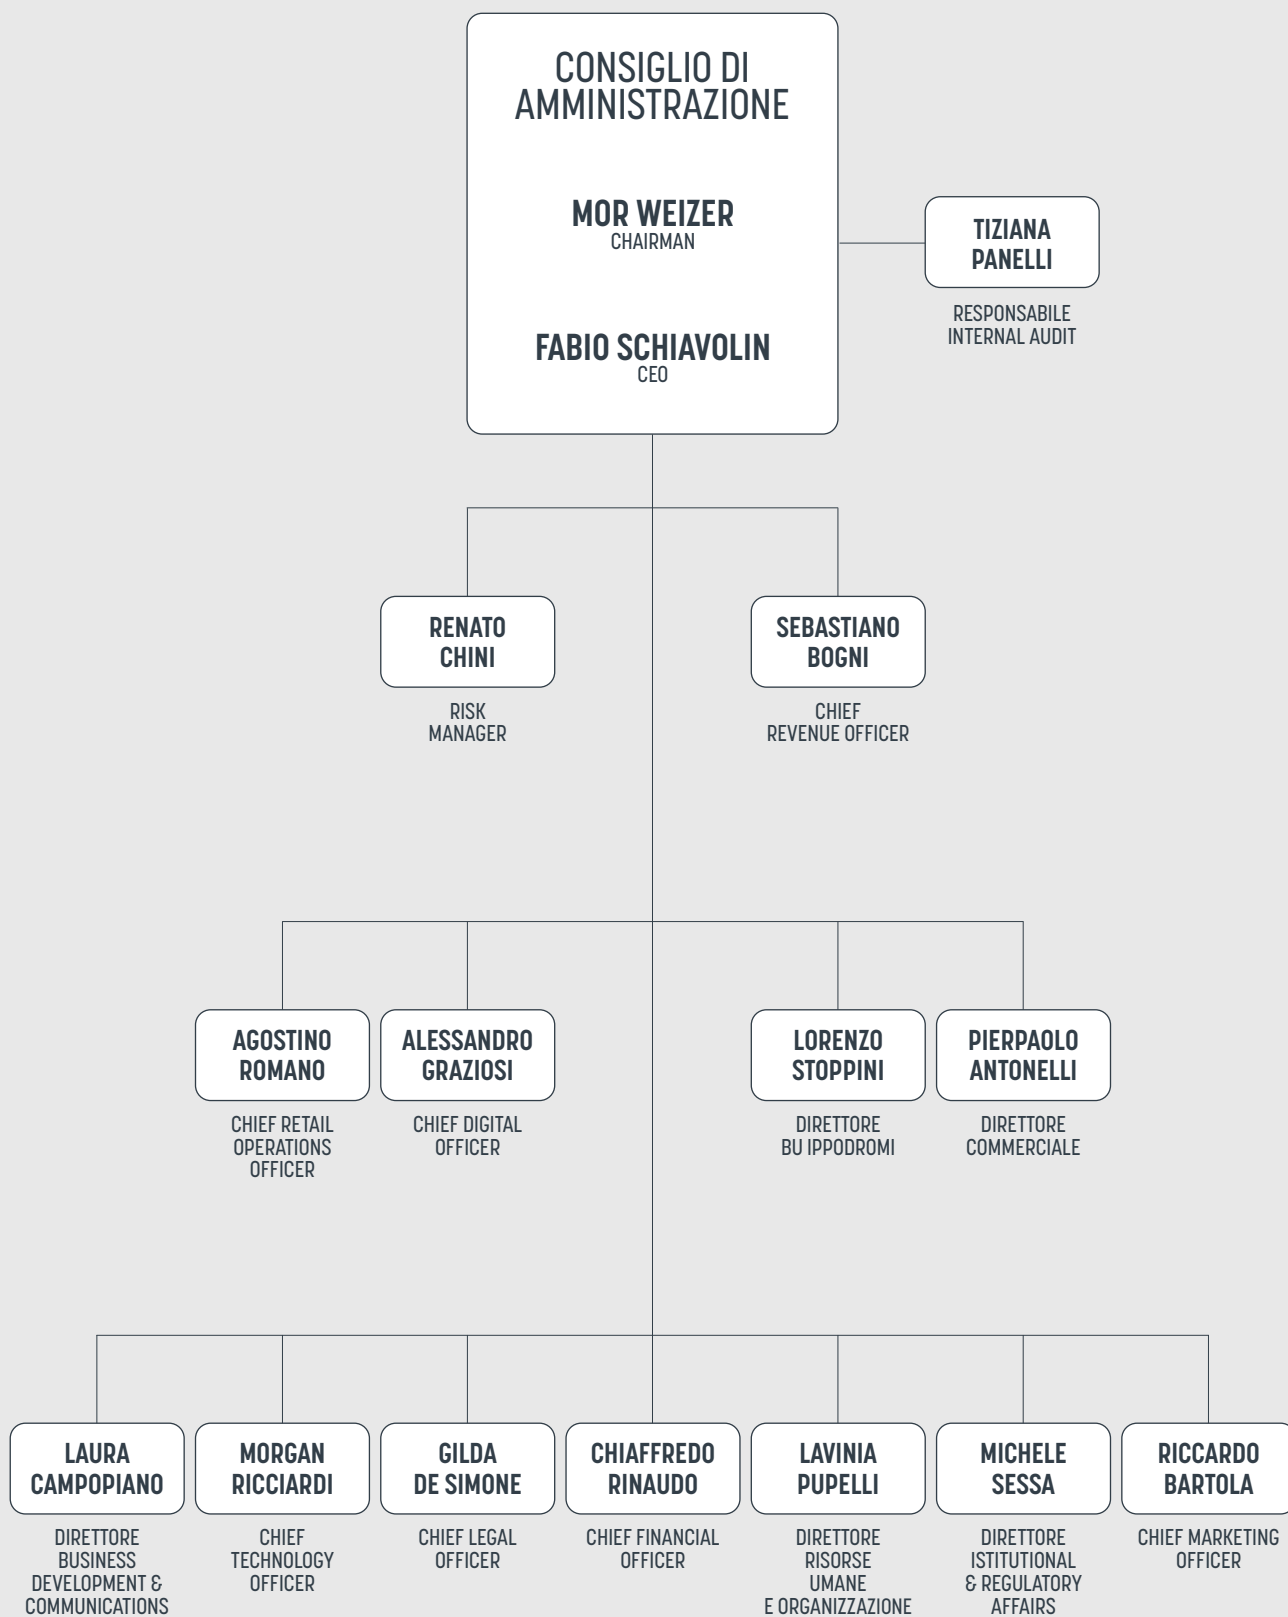 CONSIGLIO DI
AMMINISTRAZIONE
MOR WEIZER
CHAIRMAN
FABIO SCHIAVOLIN
CEO
TIZIANA
PANELLI
RESPONSABILE
INTERNAL AUDIT
RENATO
CHINI
RISK
MANAGER
SEBASTIANO
BOGNI
CHIEF
REVENUE OFFICER
AGOSTINO
ROMANO
CHIEF RETAIL
OPERATIONS
OFFICER
ALESSANDRO
GRAZIOSI
CHIEF DIGITAL
OFFICER
LORENZO
STOPPINI
DIRETTORE
BU IPPODROMI
PIERPAOLO
ANTONELLI
DIRETTORE
COMMERCIALE
LAURA
CAMPOPIANO
DIRETTORE
BUSINESS
DEVELOPMENT &
COMMUNICATIONS
MORGAN
RICCIARDI
CHIEF
TECHNOLOGY
OFFICER
GILDA
DE SIMONE
CHIEF LEGAL
OFFICER
CHIAFFREDO
RINAUDO
CHIEF FINANCIAL
OFFICER
LAVINIA
PUPELLI
DIRETTORE
RISORSE
UMANE
E ORGANIZZAZIONE
MICHELE
SESSA
DIRETTORE
ISTITUTIONAL
& REGULATORY
AFFAIRS
RICCARDO
BARTOLA
CHIEF MARKETING
OFFICER